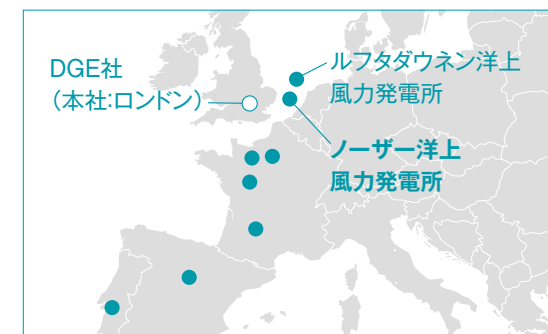 DGE社
（本社:ロンドン）
ルフタダウネン洋上
風力発電所
ノーザー洋上
風力発電所